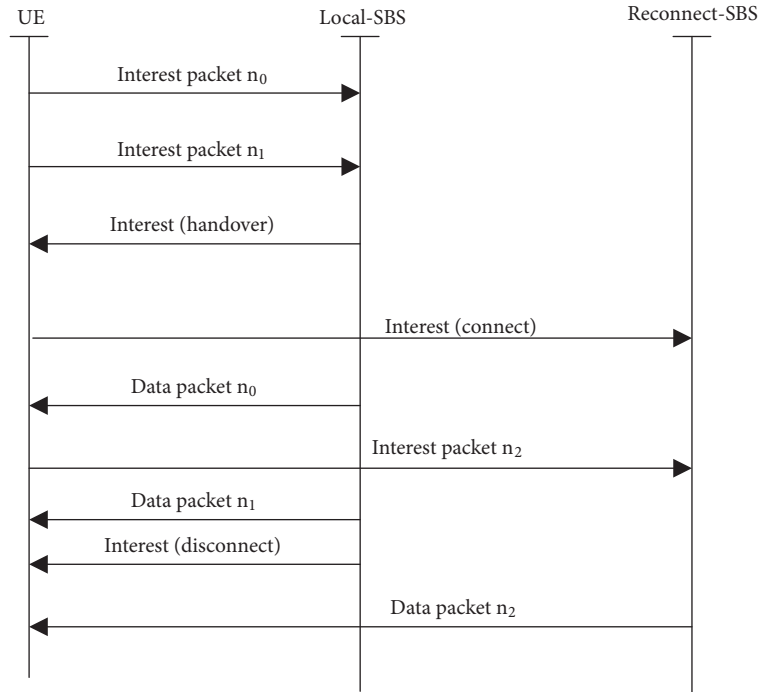 UE
Local-SBS
Reconnect-SBS
Interest packet n₀
Interest packet n₁
Interest (handover)
Interest (connect)
Data packet n₀
Interest packet n₂
Data packet n₁
Interest (disconnect)
Data packet n₂